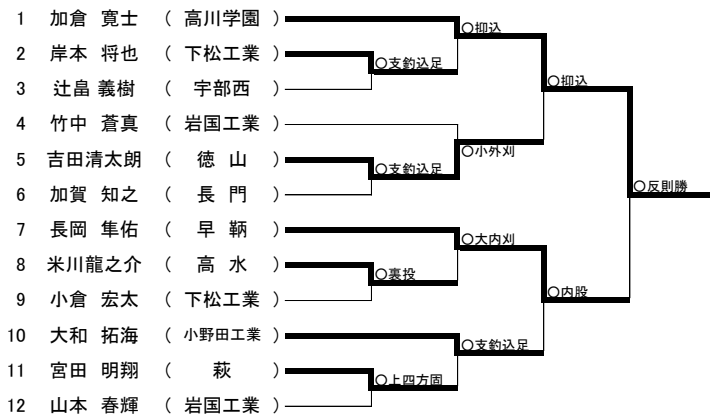 1 加倉 寛士 （ 高川学園 ）
○抑込
2 岸本 将也 （ 下松工業 ）
○支釣込足
○抑込
3 辻畠 義樹 （ 宇部西 ）
4 竹中 蒼真 （ 岩国工業 ）
○小外刈
5 吉田清太朗 （ 徳山 ）
○支釣込足
○反則勝
6 加賀 知之 （ 長門 ）
7 長岡 隼佑 （ 早鞆 ）
○大内刈
8 米川龍之介 （ 高水 ）
○裏投
○内股
9 小倉 宏太 （ 下松工業 ）
10 大和 拓海 （ 小野田工業 ）
○支釣込足
11 宮田 明翔 （ 萩 ）
○上四方固
12 山本 春輝 （ 岩国工業 ）